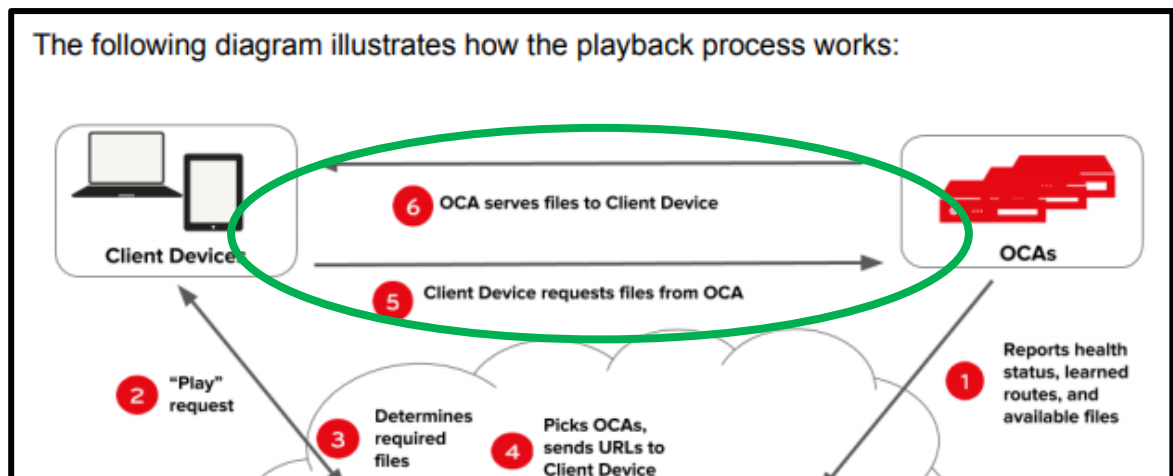 The following diagram illustrates how the playback process works:
6 OCA serves files to Client Device
Client Devices
OCAs
5 Client Device requests files from OCA
2 "Play"
request
1 Reports health
status, learned
routes, and
available files
3 Determines
required
files
4 Picks OCAs,
sends URLs to
Client Device